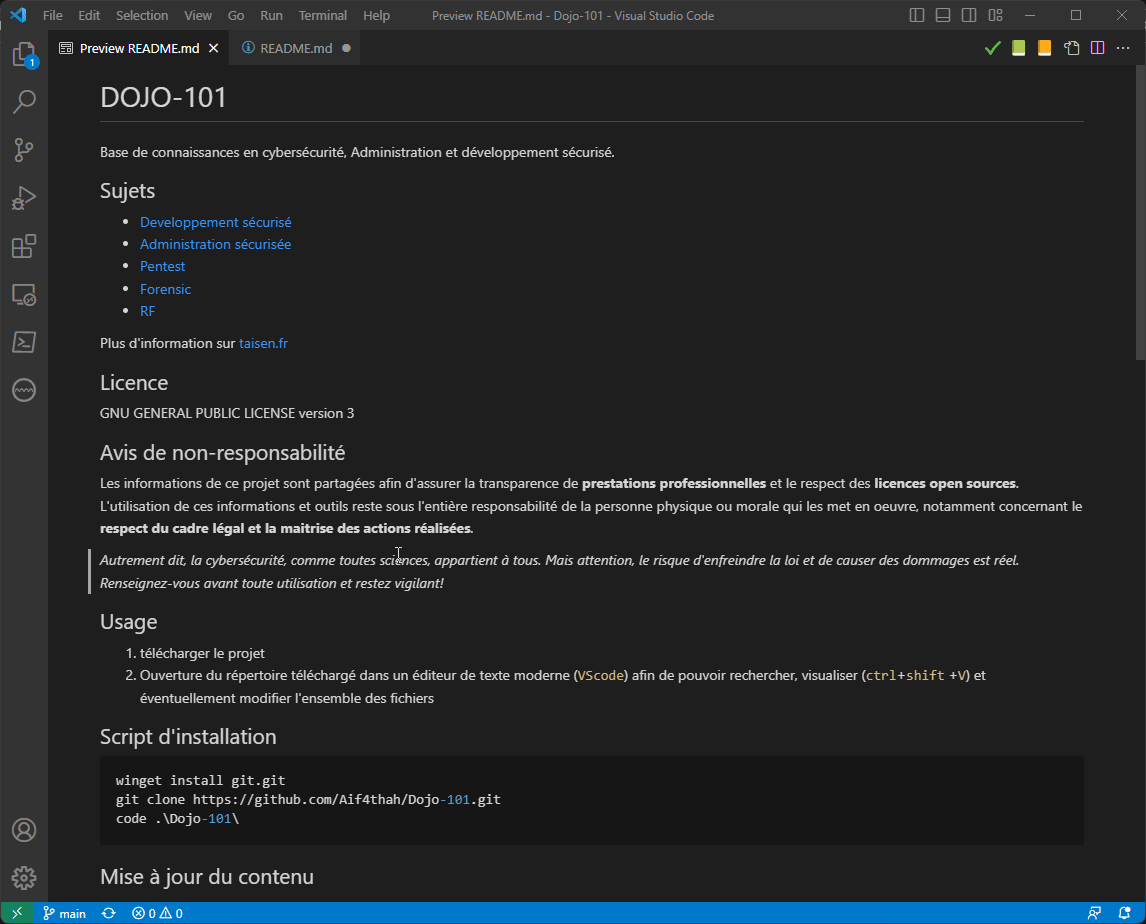 File Edit Selection View Go Run Terminal Help Preview README.md - Dojo-101 - Visual Studio Code
Preview README.md README.md
1
DOJO-101
Base de connaissances en cybersécurité, Administration et développement sécurisé.
Sujets
• Developpement sécurisé
• Administration sécurisée
• Pentest
• Forensic
• RF
Plus d'information sur taisen.fr
Licence
GNU GENERAL PUBLIC LICENSE version 3
Avis de non-responsabilité
Les informations de ce projet sont partagées afin d'assurer la transparence de prestations professionnelles et le respect des licences open sources.
L'utilisation de ces informations et outils reste sous l'entière responsabilité de la personne physique ou morale qui les met en oeuvre, notamment concernant le
respect du cadre légal et la maitrise des actions réalisées.
Autrement dit, la cybersécurité, comme toutes sciences, appartient à tous. Mais attention, le risque d'enfreindre la loi et de causer des dommages est réel.
Renseignez-vous avant toute utilisation et restez vigilant!
Usage
1. télécharger le projet
2. Ouverture du répertoire téléchargé dans un éditeur de texte moderne (VScode) afin de pouvoir rechercher, visualiser (ctrl+shift +V) et
éventuellement modifier l'ensemble des fichiers
Script d'installation
winget install git.git
git clone https://github.com/Aif4thah/Dojo-101.git
code .\Dojo-101\
Mise à jour du contenu
main 0 0